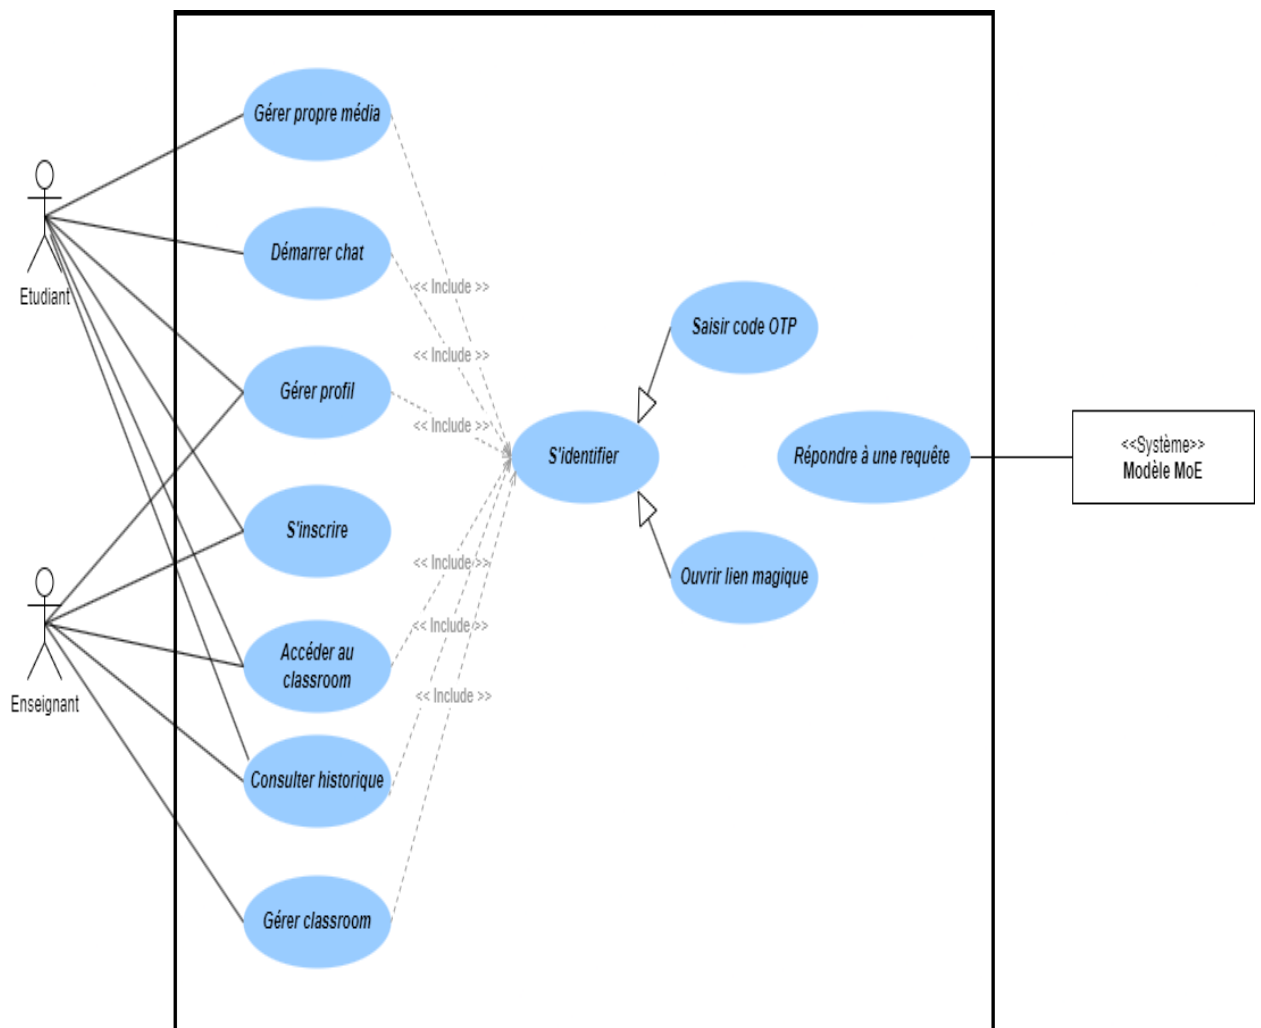 Gérer propre média
Démarrer chat
Etudiant
<< Include >>
Saisir code OTP
<< Include >>
Gérer profil
<< Include >>
S'identifier
Répondre à une requête
<<Système>>
Modèle MoE
S'inscrire
<< Include >>
Ouvrir lien magique
<< Include >>
Accéder au
classroom
Enseignant
<< Include >>
Consulter historique
Gérer classroom